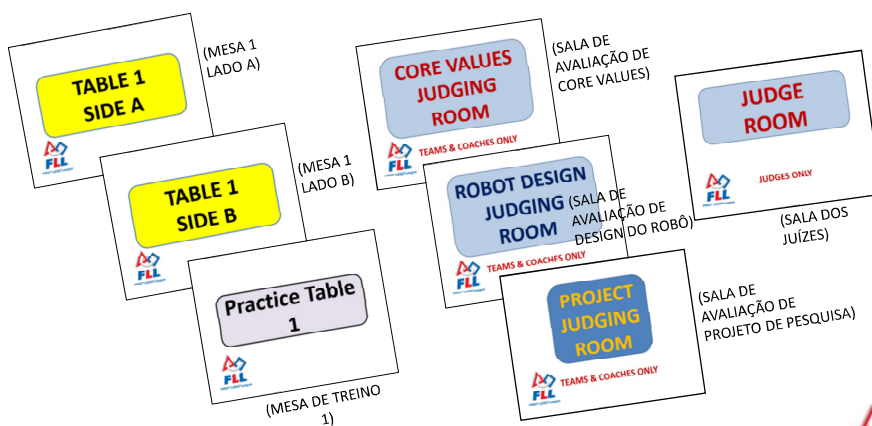 TABLE 1
SIDE A
FLL
(MESA 1
LADO A)
TABLE 1
SIDE B
FLL
(MESA 1
LADO B)
Practice Table
1
FLL
(MESA DE TREINO
1)
CORE VALUES
JUDGING
ROOM
FLL
TEAMS & COACHES ONLY
(SALA DE
AVALIAÇÃO DE
CORE VALUES)
ROBOT DESIGN
JUDGING
ROOM
FLL
TEAMS & COACHES ONLY
(SALA DE
AVALIAÇÃO DE
DESIGN DO ROBÔ)
PROJECT
JUDGING
ROOM
FLL
TEAMS & COACHES ONLY
(SALA DE
AVALIAÇÃO DE
PROJETO DE PESQUISA)
JUDGE
ROOM
FLL
JUDGES ONLY
(SALA DOS
JUÍZES)